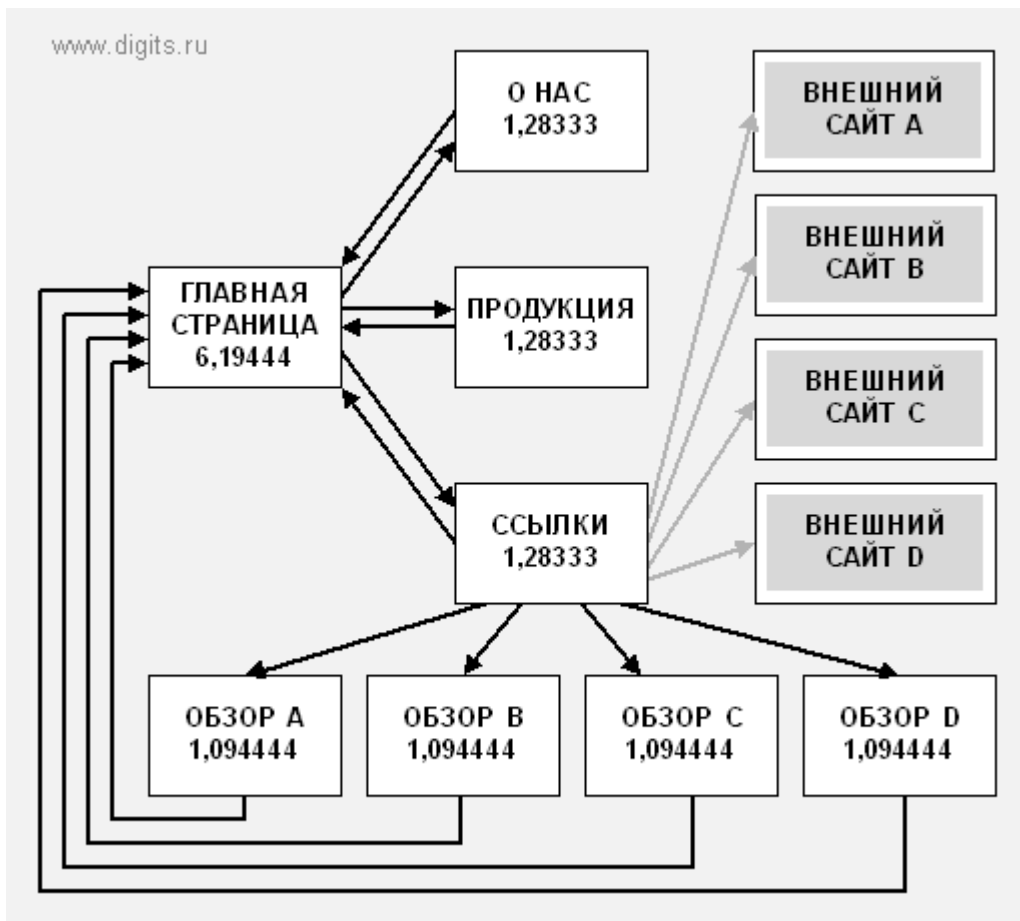 www.digits.ru
О НАС
1,28333
ВНЕШНИЙ
САЙТ A
ВНЕШНИЙ
САЙТ B
ГЛАВНАЯ
СТРАНИЦА
6,19444
ПРОДУКЦИЯ
1,28333
ВНЕШНИЙ
САЙТ C
ССЫЛКИ
1,28333
ВНЕШНИЙ
САЙТ D
ОБЗОР A
1,094444
ОБЗОР B
1,094444
ОБЗОР C
1,094444
ОБЗОР D
1,094444